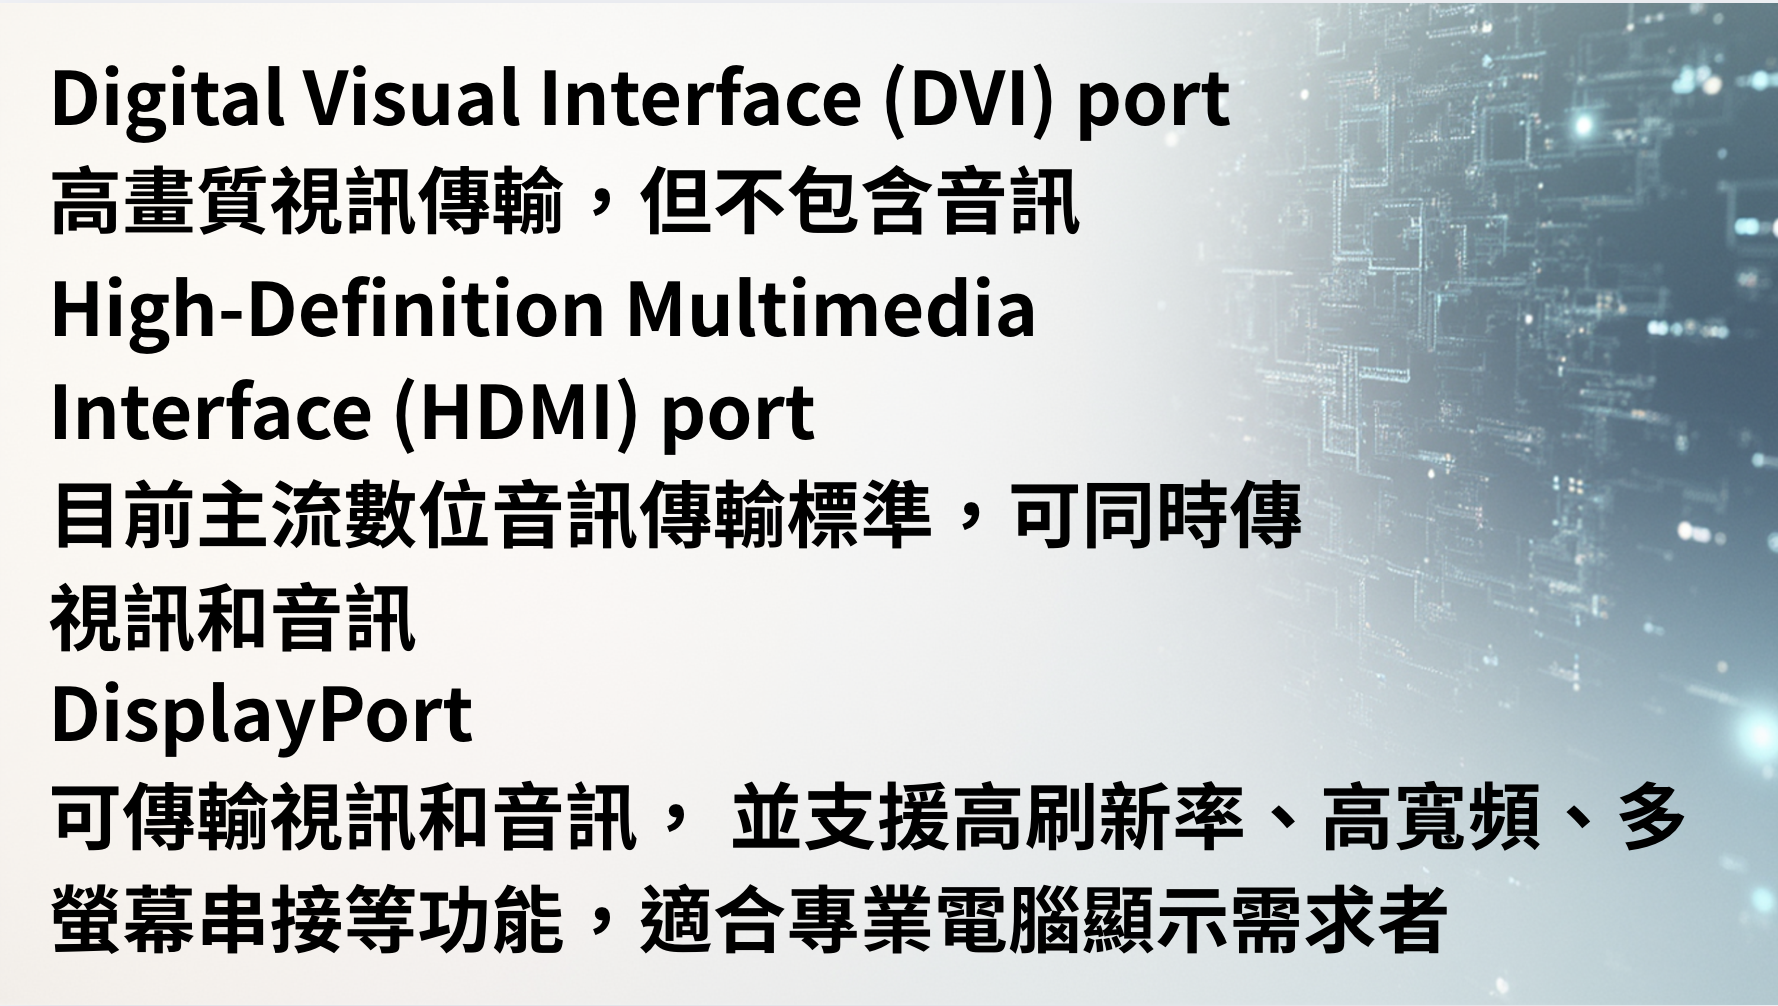 Digital Visual Interface (DVI) port
高畫質視訊傳輸，但不包含音訊
High-Definition Multimedia
Interface (HDMI) port
目前主流數位音訊傳輸標準，可同時傳
視訊和音訊
DisplayPort
可傳輸視訊和音訊， 並支援高刷新率、高寬頻、多
螢幕串接等功能，適合專業電腦顯示需求者